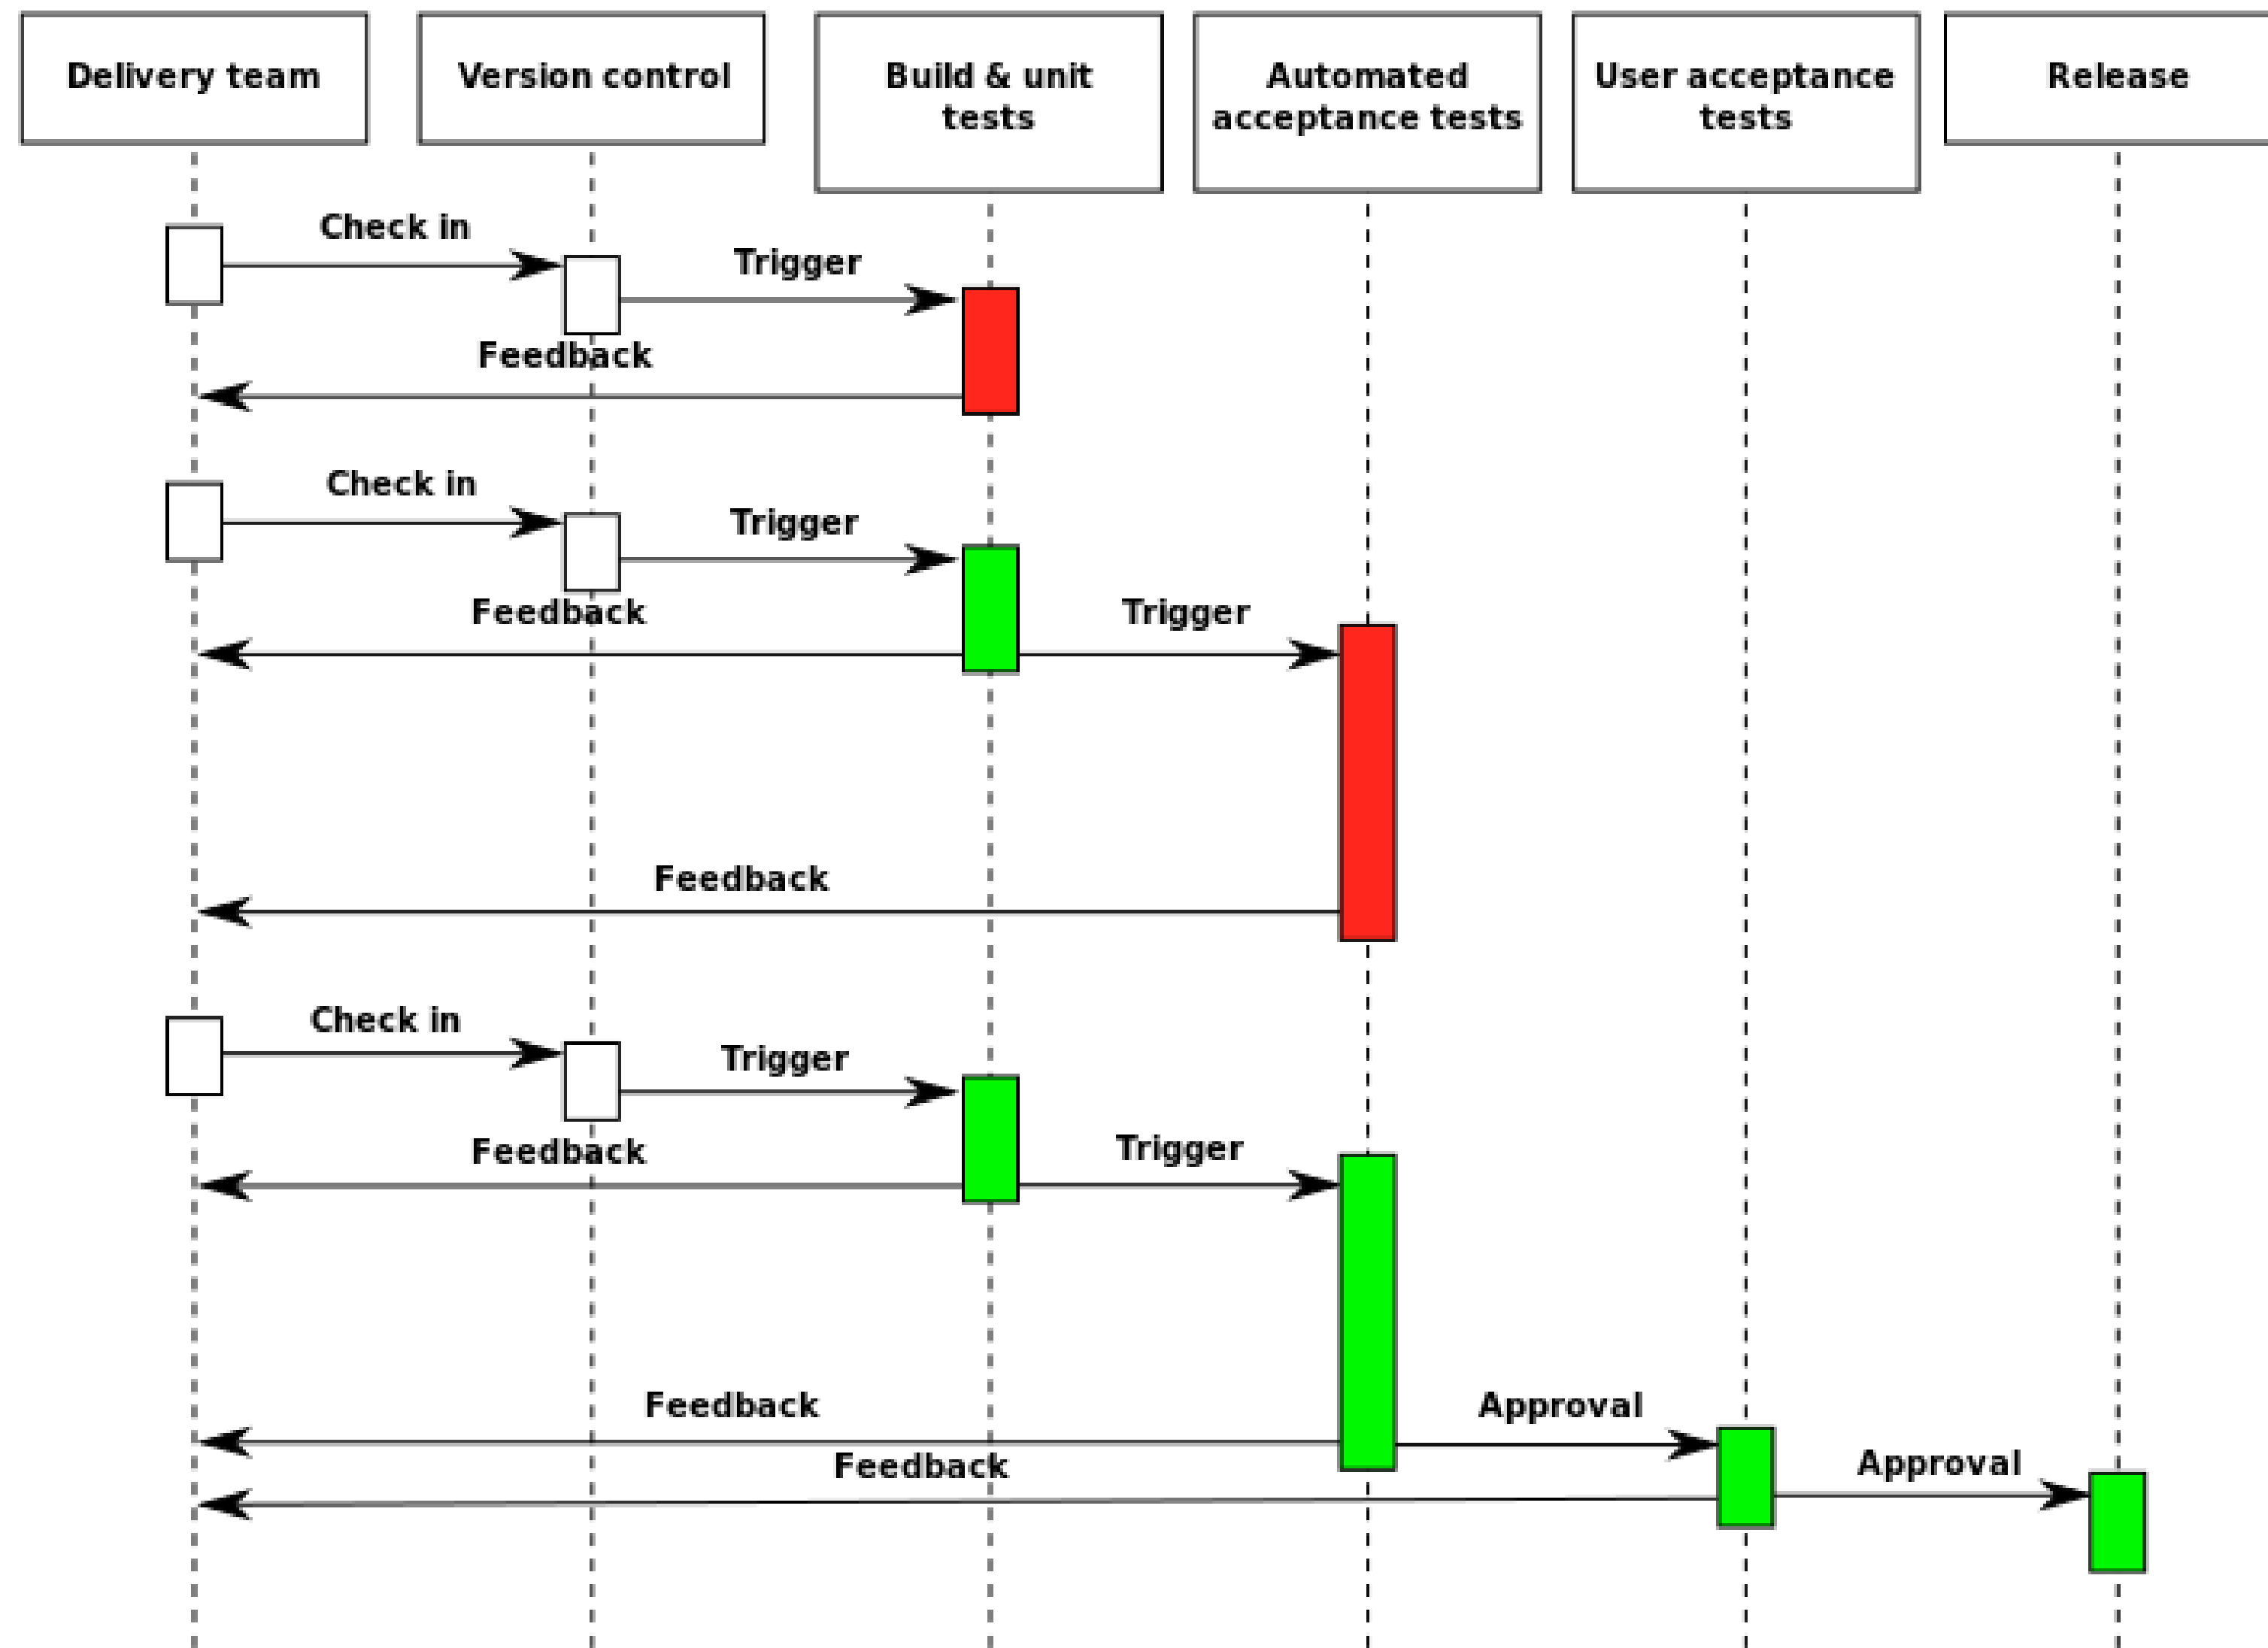 Delivery team
Version control
Build & unit
tests
Automated
acceptance tests
User acceptance
tests
Release
Check in
Trigger
Feedback
Check in
Trigger
Feedback
Trigger
Feedback
Check in
Trigger
Feedback
Trigger
Feedback
Approval
Feedback
Approval